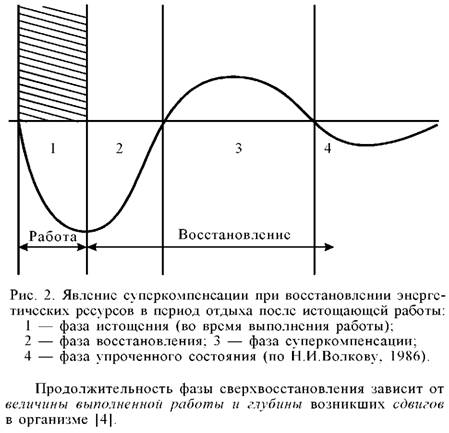 1
2
3
4
Работа
Восстановление
Рис. 2. Явление суперкомпенсации при восстановлении энерге-
тических ресурсов в период отдыха после истощающей работы:
1 — фаза истощения (во время выполнения работы);
2 — фаза восстановления; 3 — фаза суперкомпенсации;
4 — фаза упроченного состояния (по Н.И.Волкову, 1986).
Продолжительность фазы сверхвосстановления зависит от
величины выполненной работы и глубины возникших сдвигов
в организме [4].